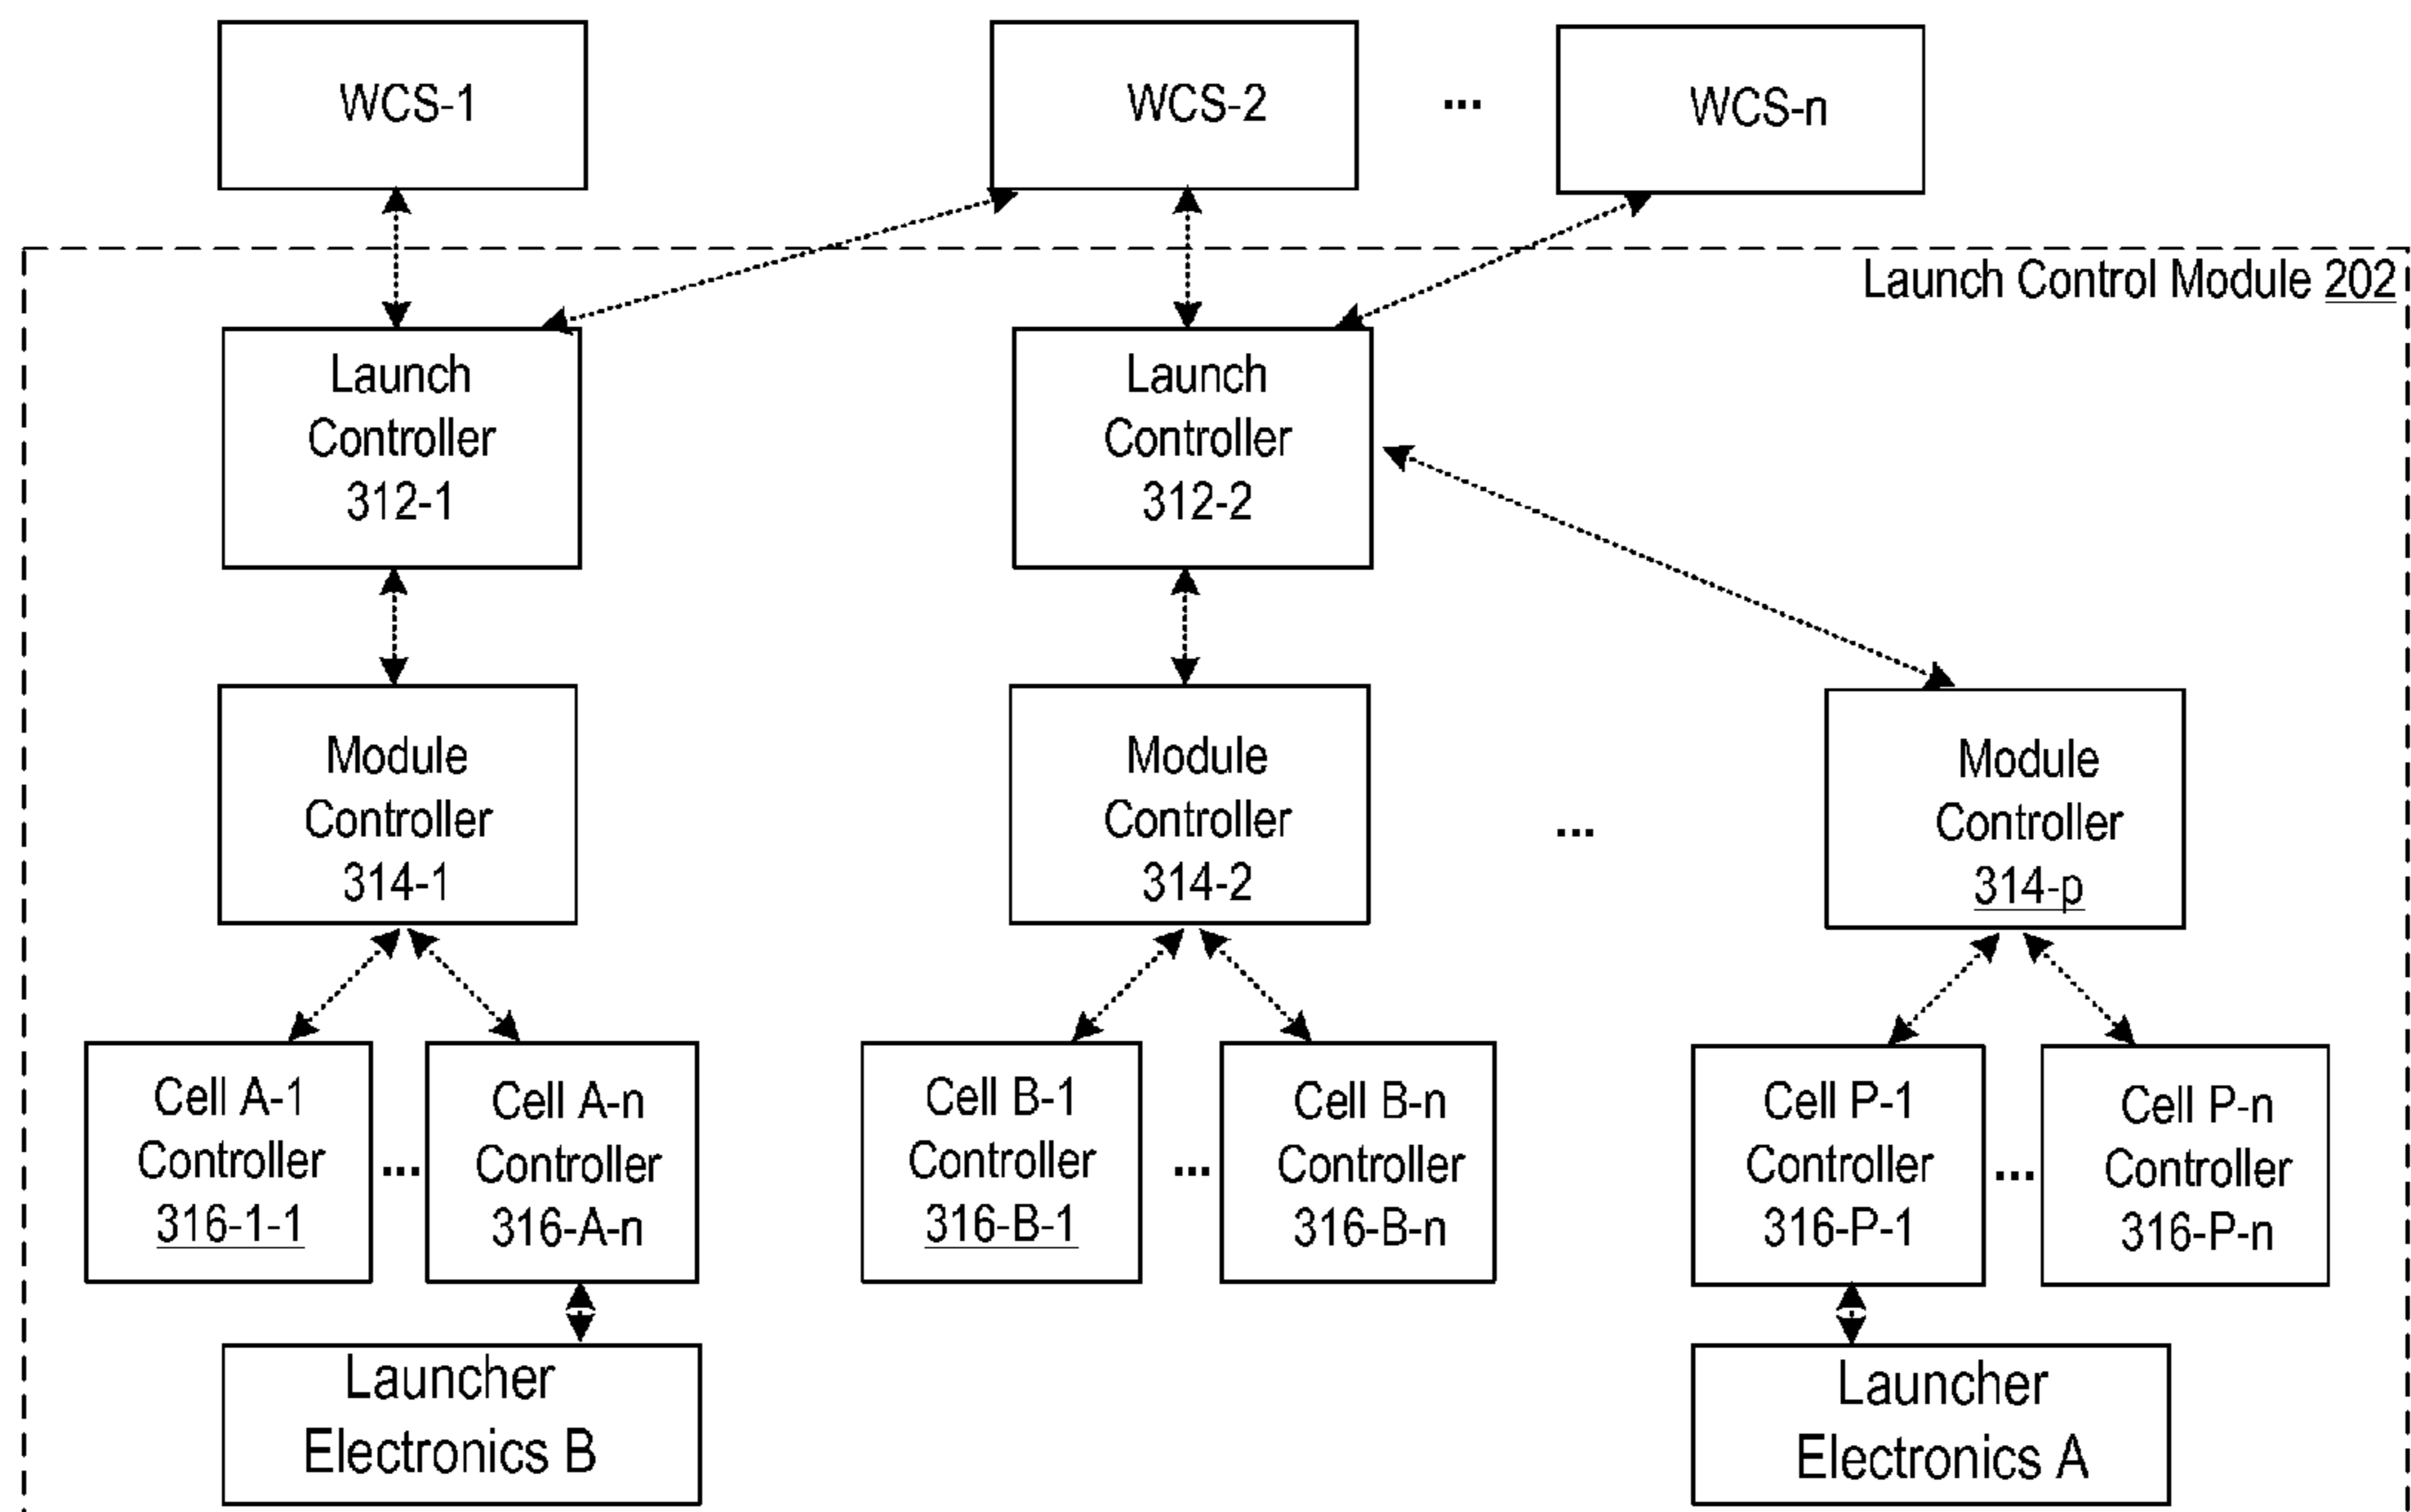 WCS-1
WCS-2
...
WCS-n
Launch Control Module 202
Launch
Controller
312-1
Launch
Controller
312-2
Module
Controller
314-1
Module
Controller
314-2
...
Module
Controller
314-p
Cell A-1
Controller
316-1-1
...
Cell A-n
Controller
316-A-n
Cell B-1
Controller
316-B-1
...
Cell B-n
Controller
316-B-n
Cell P-1
Controller
316-P-1
...
Cell P-n
Controller
316-P-n
Launcher
Electronics B
Launcher
Electronics A